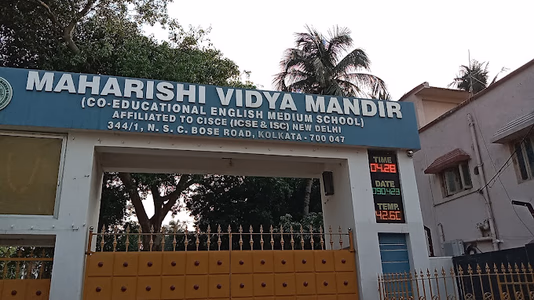 MAHARISHI VIDYA MANDIR
(CO-EDUCATIONAL ENGLISH MEDIUM SCHOOL)
AFFILIATED TO CISCE (ICSE & ISC) NEW DELHI
344/1, N. S. C. BOSE ROAD, KOLKATA - 700 047
TIME
04.28
DATE
090423
TEMP.
42.6C